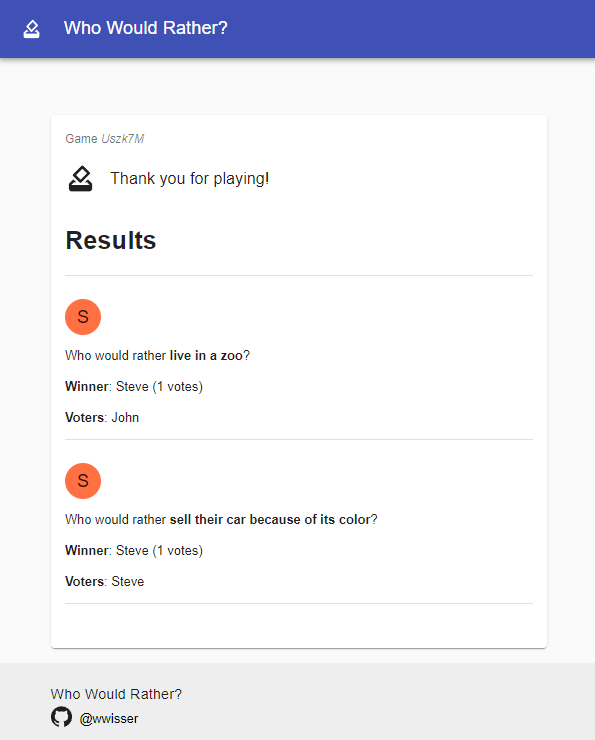 Who Would Rather?
Game Uszk7M
Thank you for playing!
Results
S
Who would rather live in a zoo?
Winner: Steve (1 votes)
Voters: John
S
Who would rather sell their car because of its color?
Winner: Steve (1 votes)
Voters: Steve
Who Would Rather?
@wwisser